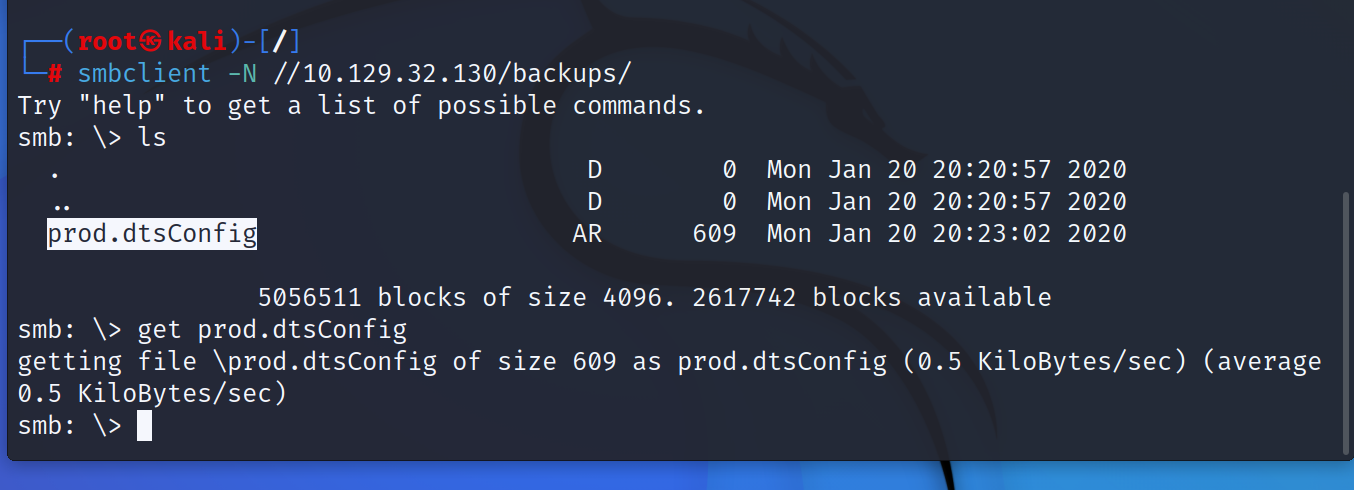 ┌──(root㉿kali)-[/]
└─# smbclient -N //10.129.32.130/backups/
Try "help" to get a list of possible commands.
smb: \> ls
  .                                   D        0  Mon Jan 20 20:20:57 2020
  ..                                  D        0  Mon Jan 20 20:20:57 2020
  prod.dtsConfig                     AR      609  Mon Jan 20 20:23:02 2020
                5056511 blocks of size 4096. 2617742 blocks available
smb: \> get prod.dtsConfig
getting file \prod.dtsConfig of size 609 as prod.dtsConfig (0.5 KiloBytes/sec) (average
0.5 KiloBytes/sec)
smb: \>